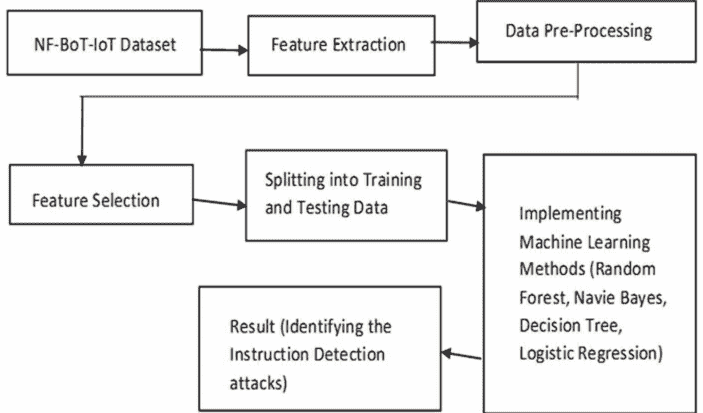 NF-BoT-IoT Dataset
Feature Extraction
Data Pre-Processing
Feature Selection
Splitting into Training
and Testing Data
Implementing
Machine Learning
Methods (Random
Forest, Navie Bayes,
Decision Tree,
Logistic Regression)
Result (Identifying the
Instruction Detection
attacks)